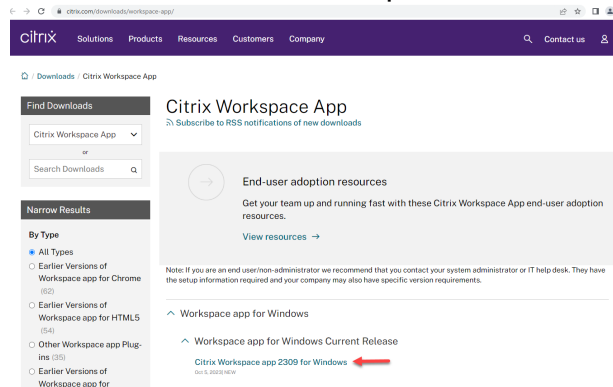 citrix.com/downloads/workspace-app/
citrix
Solutions Products Resources Customers Company Contact us
Downloads / Citrix Workspace App
Find Downloads
Citrix Workspace App
or
Search Downloads
Narrow Results
By Type
All Types
Earlier Versions of
Workspace app for Chrome
(62)
Earlier Versions of
Workspace app for HTML5
(54)
Other Workspace app Plug-
ins (35)
Earlier Versions of
Workspace app for
Citrix Workspace App
Subscribe to RSS notifications of new downloads
End-user adoption resources
Get your team up and running fast with these Citrix Workspace App end-user adoption
resources.
View resources →
Note: If you are an end user/non-administrator we recommend that you contact your system administrator or IT help desk. They have
the setup information required and your company may also have specific version requirements.
Workspace app for Windows
Workspace app for Windows Current Release
Citrix Workspace app 2309 for Windows
Oct 5, 2023| NEW